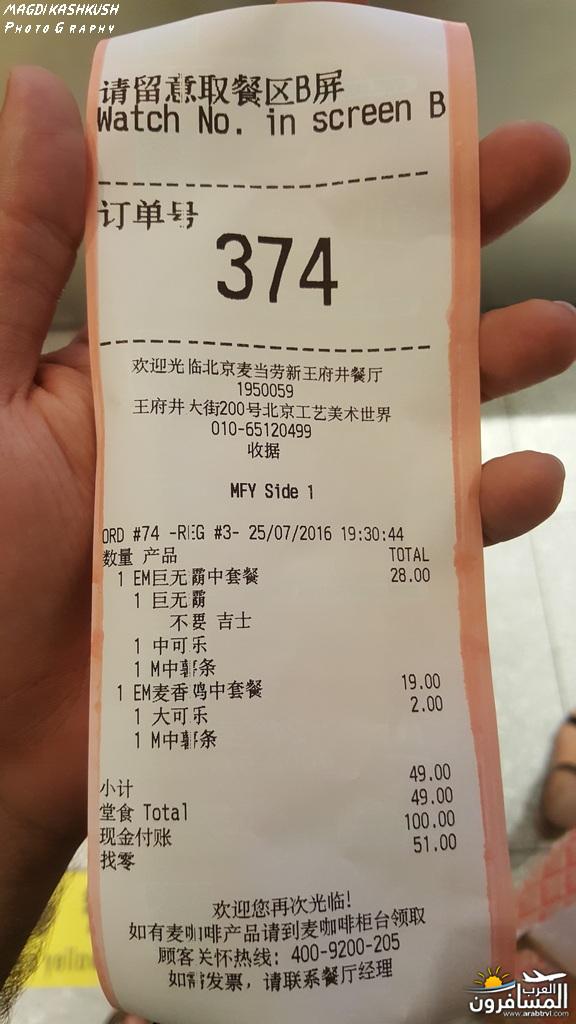 MAGDI KASHKUSH
PHOTOGRAPHY
请留意取餐区B屏
Watch No. in screen B
订单号
374
欢迎光临北京麦当劳新王府井餐厅
1950059
王府井大街200号北京工艺美术世界
010-65120499
收据
MFY Side 1
ORD #74 -REG #3- 25/07/2016 19:30:44
数量 产品 TOTAL
1 EM巨无霸中套餐 28.00
1 巨无霸
不要 吉士
1 中可乐
1 M中薯条
1 EM麦香鸡中套餐 19.00
1 大可乐 2.00
1 M中薯条
小计 49.00
堂食 Total 49.00
现金付账 100.00
找零 51.00
欢迎您再次光临!
如有麦咖啡产品请到麦咖啡柜台领取
顾客关怀热线: 400-9200-205
如需发票, 请联系餐厅经理
العرب
المسافرون
www.arabtrvl.com